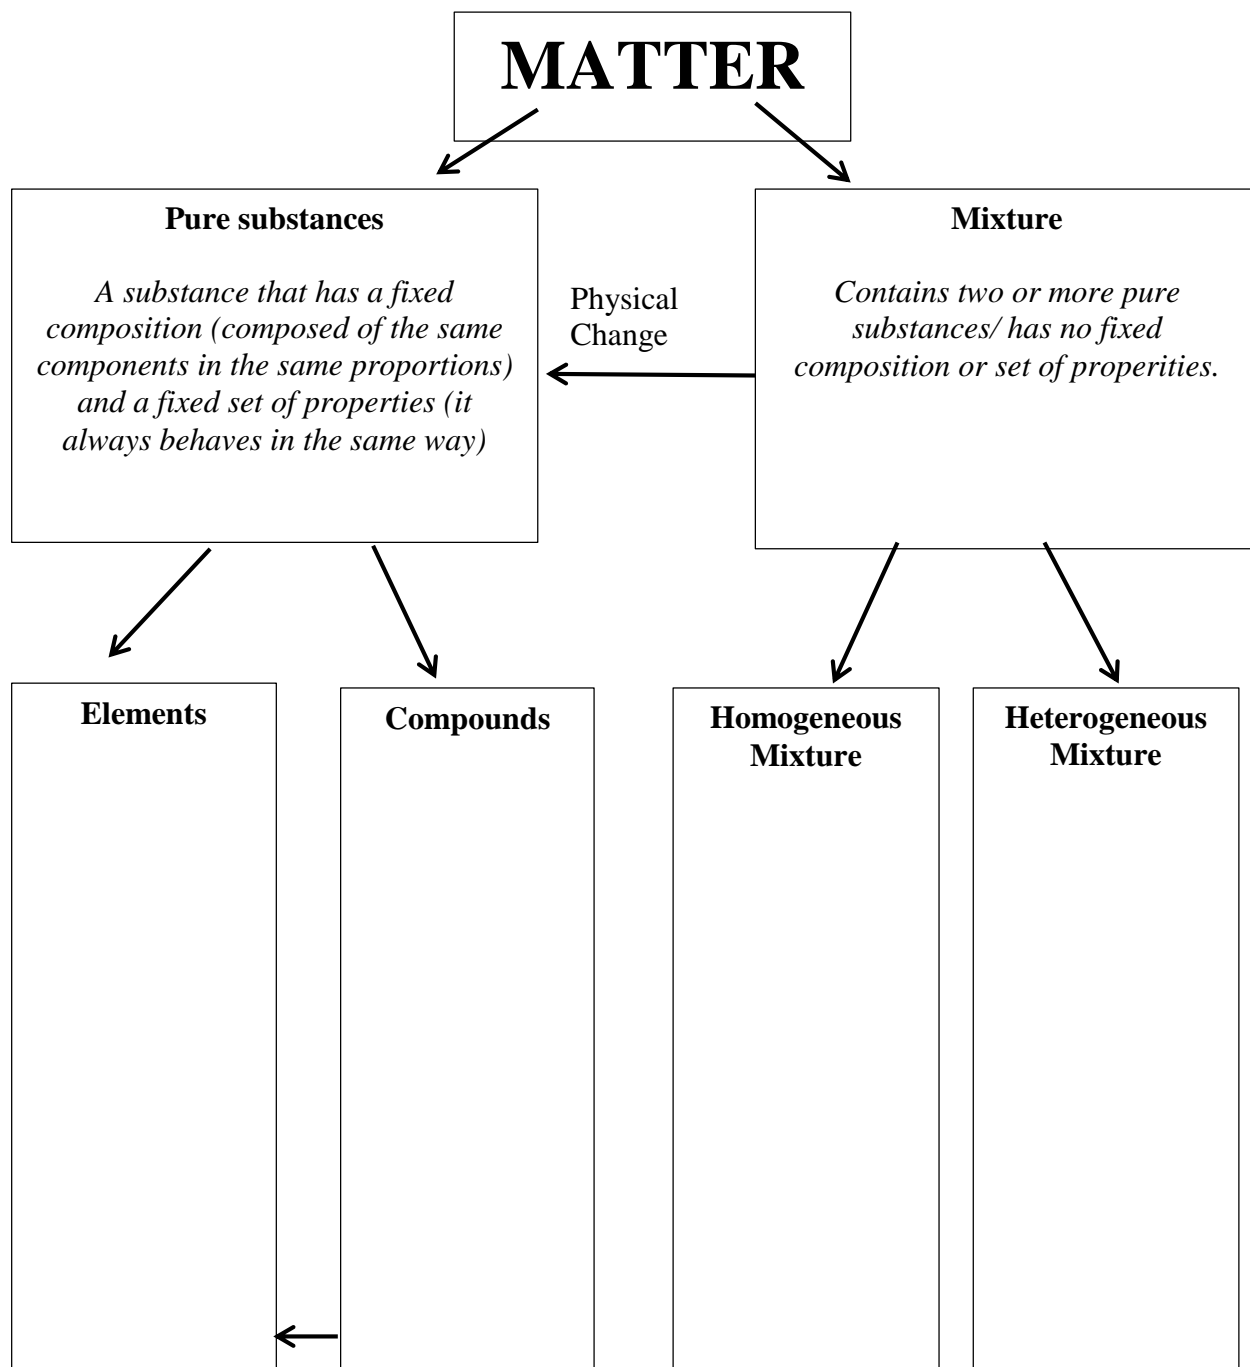 MATTER
Pure substances
A substance that has a fixed
composition (composed of the same
components in the same proportions)
and a fixed set of properties (it
always behaves in the same way)
Physical
Change
Mixture
Contains two or more pure
substances/ has no fixed
composition or set of properities.
Elements
Compounds
Homogeneous
Mixture
Heterogeneous
Mixture